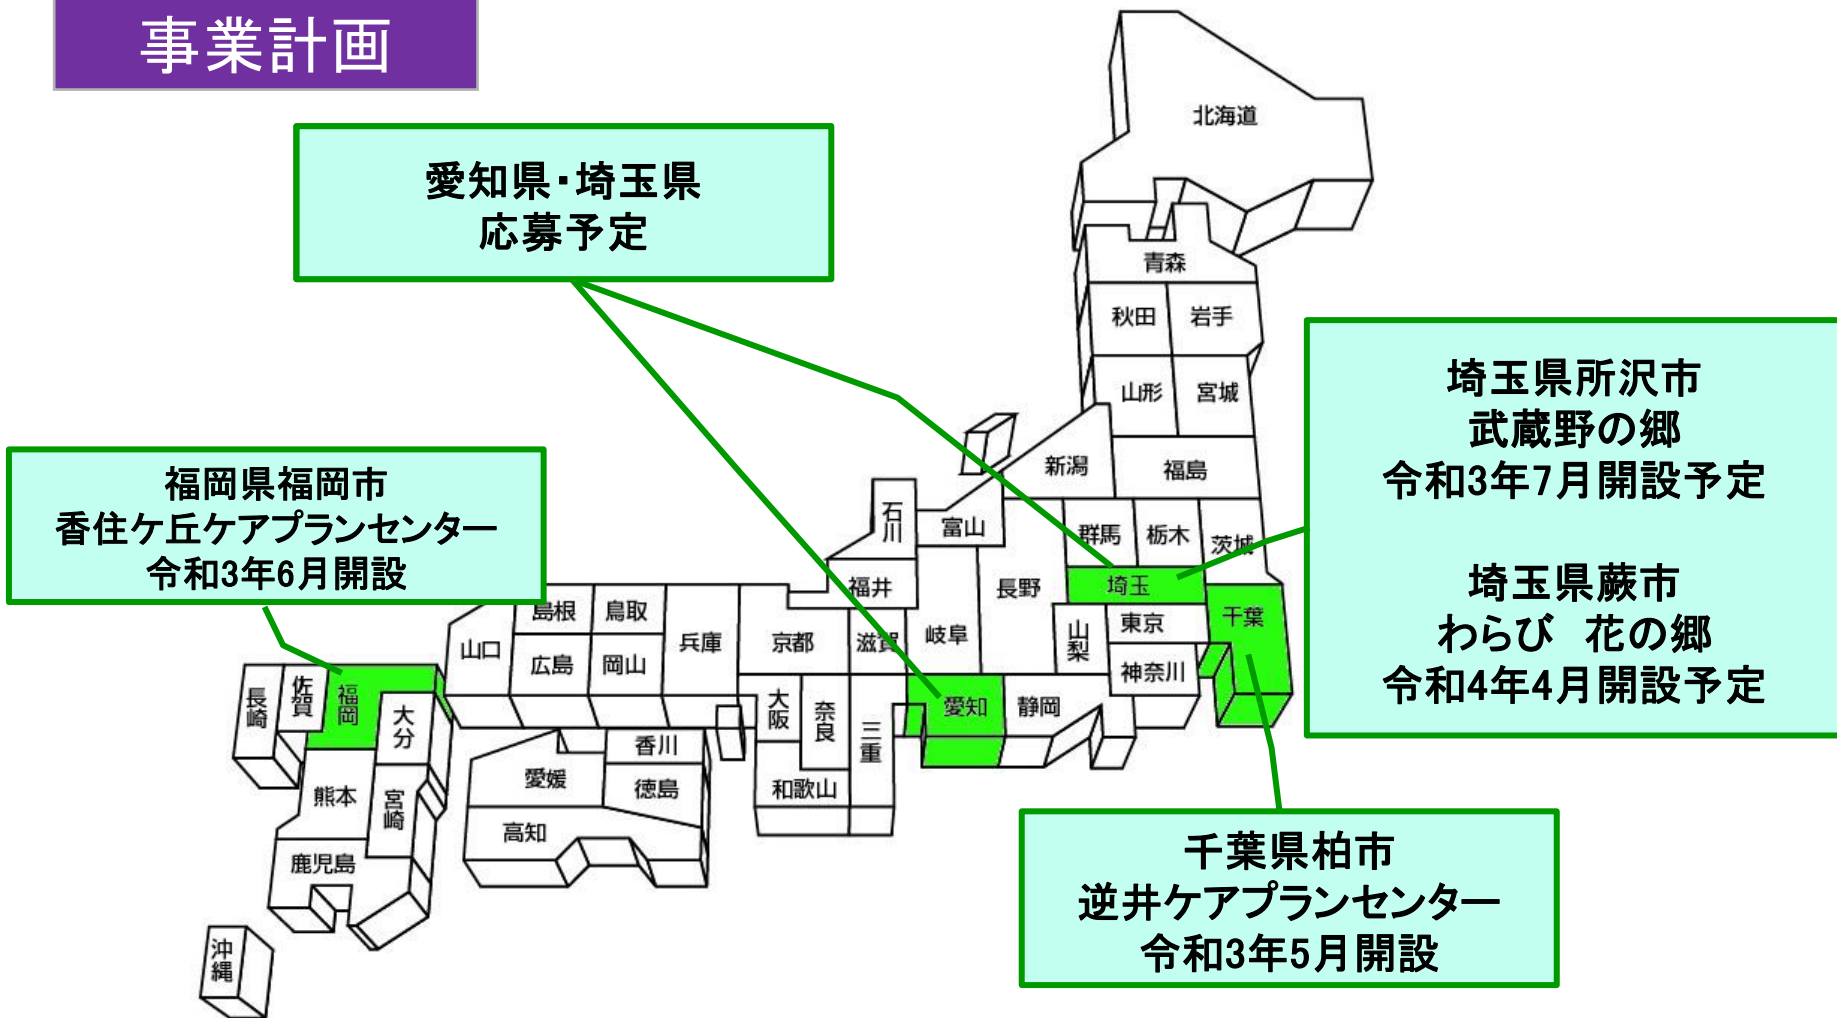 事業計画
愛知県・埼玉県
応募予定
福岡県福岡市
香住ケ丘ケアプランセンター
令和3年6月開設
埼玉県所沢市
武蔵野の郷
令和3年7月開設予定
埼玉県蕨市
わらび 花の郷
令和4年4月開設予定
千葉県柏市
逆井ケアプランセンター
令和3年5月開設
北海道
青森
秋田
岩手
山形
宮城
新潟
福島
石川
富山
群馬
栃木
茨城
福井
長野
埼玉
千葉
島根
鳥取
兵庫
京都
滋賀
岐阜
山梨
東京
山口
広島
岡山
神奈川
長崎
佐賀
福岡
大分
大阪
奈良
三重
愛知
静岡
香川
愛媛
徳島
和歌山
熊本
宮崎
高知
鹿児島
沖縄